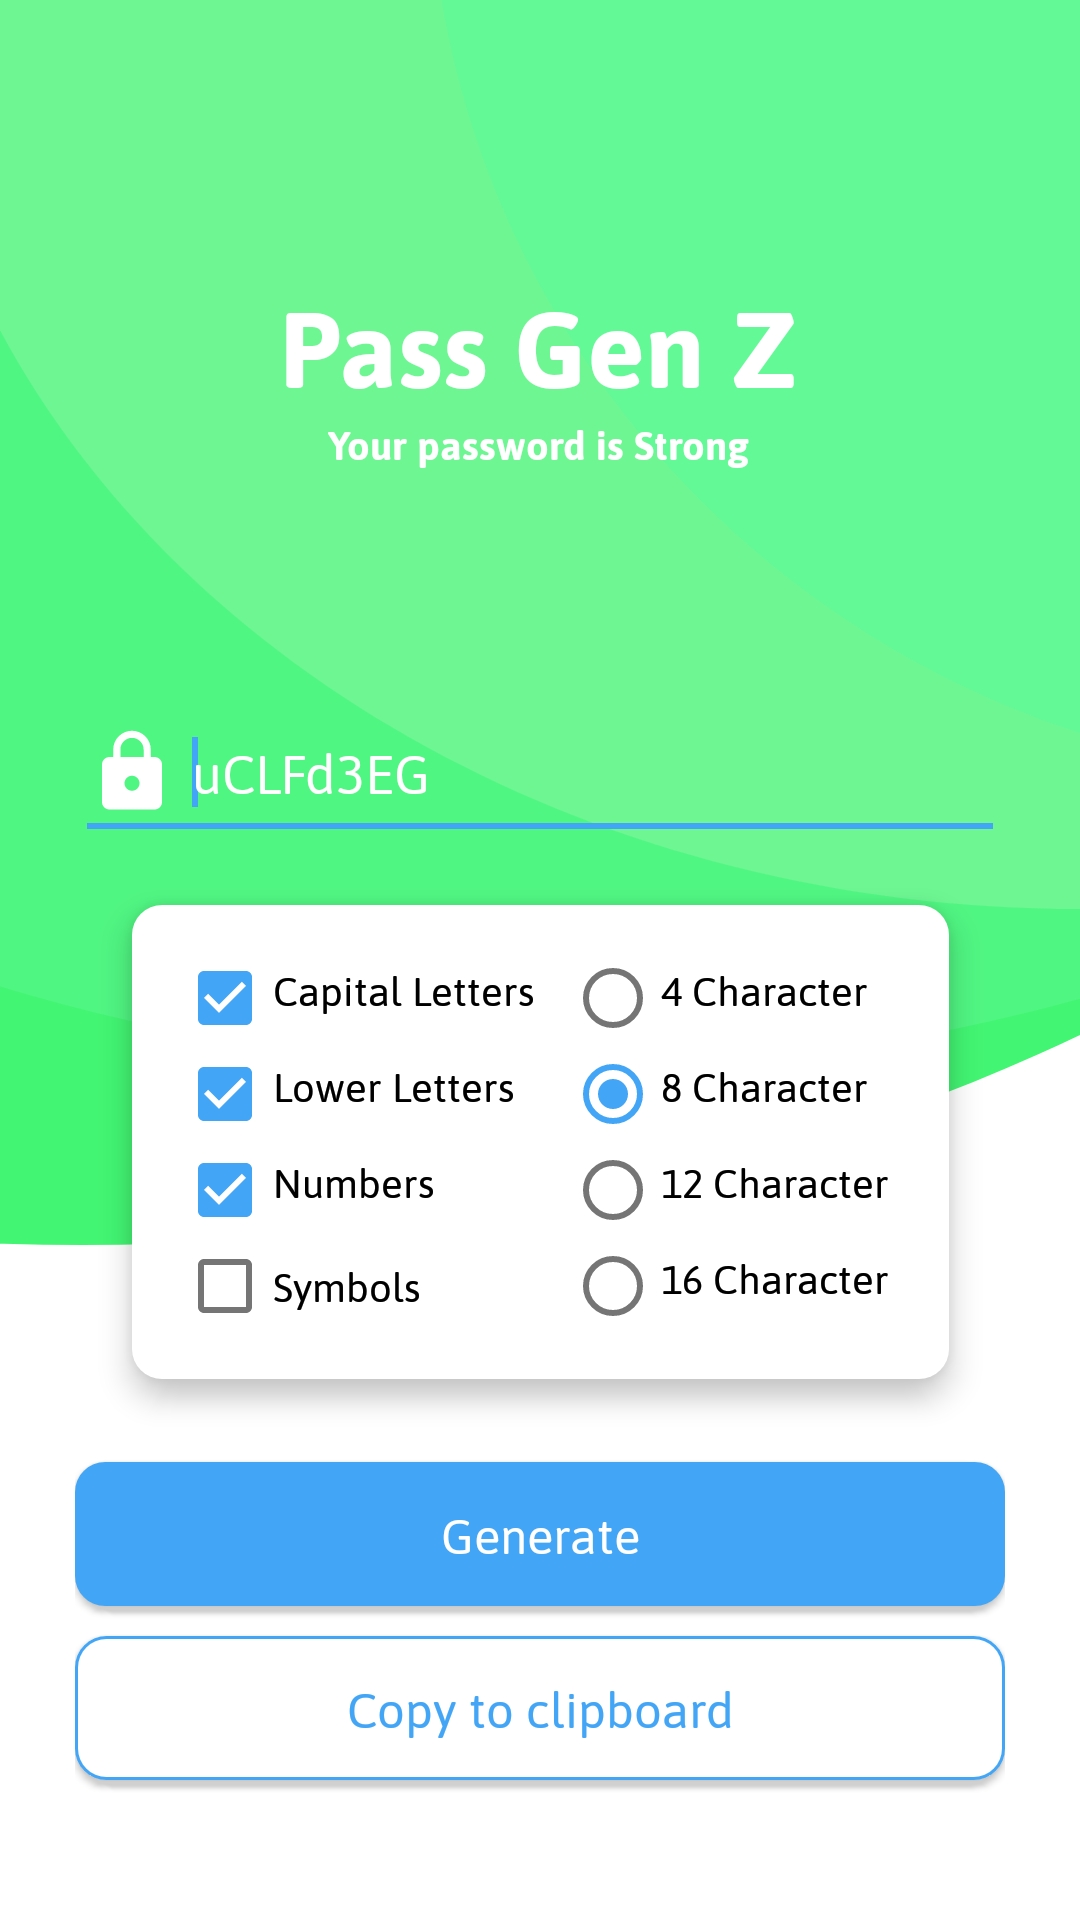 Pass Gen Z
Your password is Strong
uCLFd3EG
Capital Letters
4 Character
Lower Letters
8 Character
Numbers
12 Character
Symbols
16 Character
Generate
Copy to clipboard